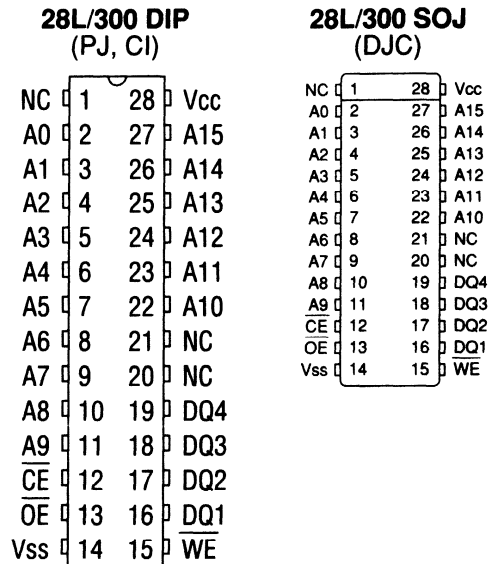 28L/300 DIP
(PJ, CI)
NC 1 28 Vcc
A0 2 27 A15
A1 3 26 A14
A2 4 25 A13
A3 5 24 A12
A4 6 23 A11
A5 7 22 A10
A6 8 21 NC
A7 9 20 NC
A8 10 19 DQ4
A9 11 18 DQ3
C̅E̅ 12 17 DQ2
O̅E̅ 13 16 DQ1
Vss 14 15 W̅E̅
28L/300 SOJ
(DJC)
NC 1 28 Vcc
A0 2 27 A15
A1 3 26 A14
A2 4 25 A13
A3 5 24 A12
A4 6 23 A11
A5 7 22 A10
A6 8 21 NC
A7 9 20 NC
A8 10 19 DQ4
A9 11 18 DQ3
C̅E̅ 12 17 DQ2
O̅E̅ 13 16 DQ1
Vss 14 15 W̅E̅